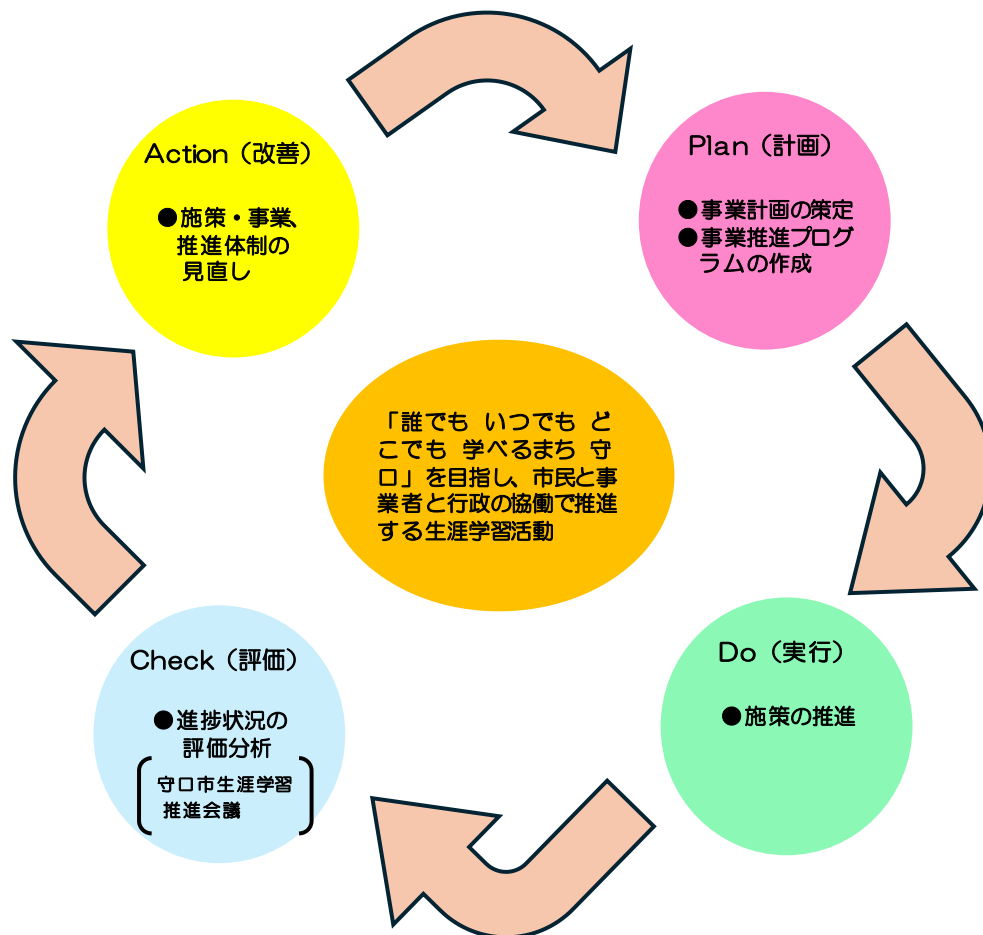 Action（改善）
●施策・事業、
推進体制の
見直し
Plan（計画）
●事業計画の策定
●事業推進プログ
ラムの作成
「誰でも いつでも ど
こでも 学べるまち 守
口」を目指し、市民と事
業者と行政の協働で推進
する生涯学習活動
Check（評価）
●進捗状況の
評価分析
守口市生涯学習
推進会議
Do（実行）
●施策の推進